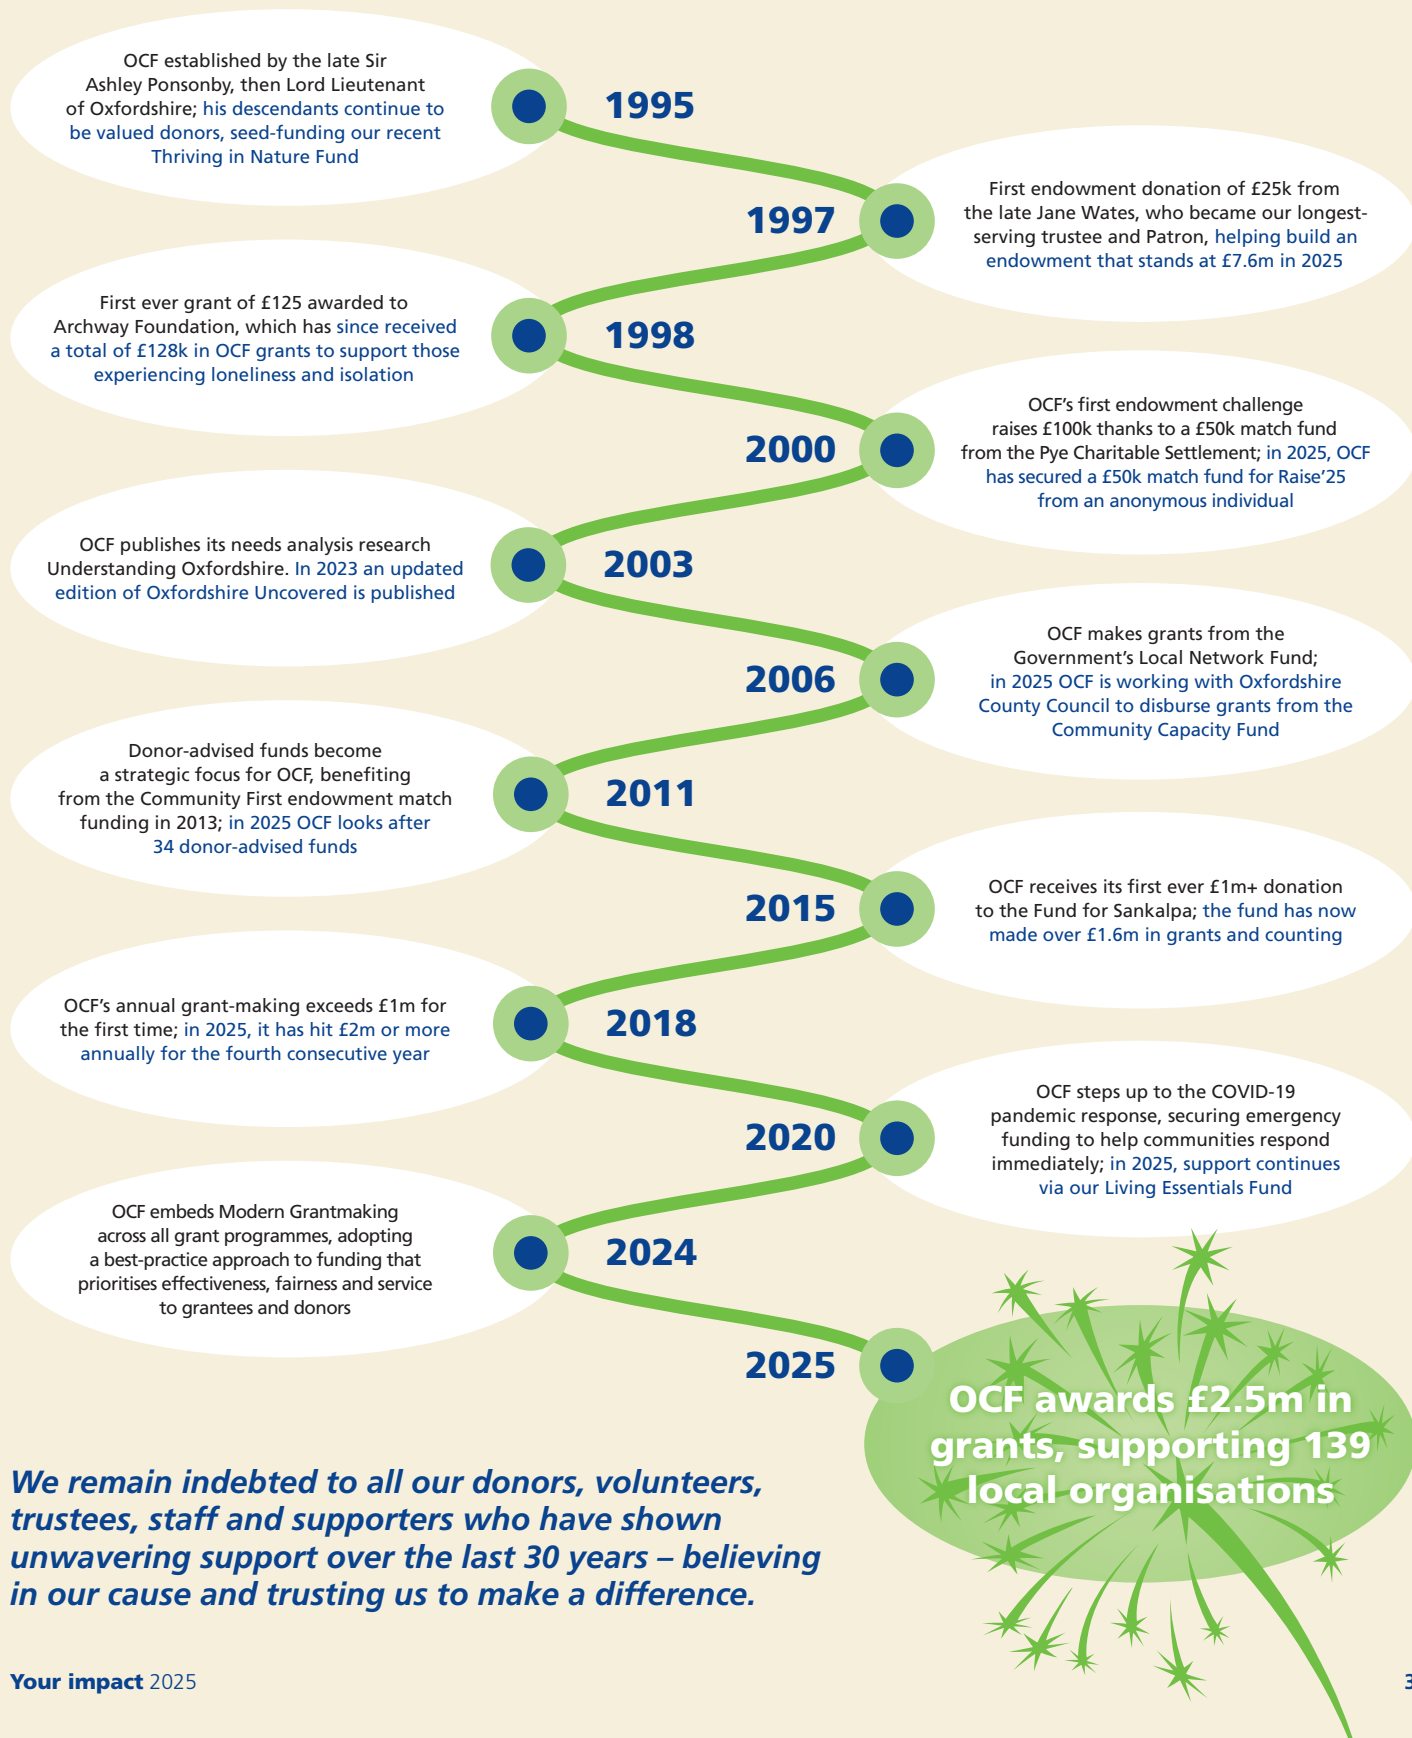 OCF established by the late Sir
Ashley Ponsonby, then Lord Lieutenant
of Oxfordshire; his descendants continue to
be valued donors, seed-funding our recent
Thriving in Nature Fund
1995
1997
First endowment donation of £25k from
the late Jane Wates, who became our longest-
serving trustee and Patron, helping build an
endowment that stands at £7.6m in 2025
First ever grant of £125 awarded to
Archway Foundation, which has since received
a total of £128k in OCF grants to support those
experiencing loneliness and isolation
1998
2000
OCF’s first endowment challenge
raises £100k thanks to a £50k match fund
from the Pye Charitable Settlement; in 2025, OCF
has secured a £50k match fund for Raise’25
from an anonymous individual
OCF publishes its needs analysis research
Understanding Oxfordshire. In 2023 an updated
edition of Oxfordshire Uncovered is published
2003
2006
OCF makes grants from the
Government’s Local Network Fund;
in 2025 OCF is working with Oxfordshire
County Council to disburse grants from the
Community Capacity Fund
Donor-advised funds become
a strategic focus for OCF, benefiting
from the Community First endowment match
funding in 2013; in 2025 OCF looks after
34 donor-advised funds
2011
2015
OCF receives its first ever £1m+ donation
to the Fund for Sankalpa; the fund has now
made over £1.6m in grants and counting
OCF’s annual grant-making exceeds £1m for
the first time; in 2025, it has hit £2m or more
annually for the fourth consecutive year
2018
2020
OCF steps up to the COVID-19
pandemic response, securing emergency
funding to help communities respond
immediately; in 2025, support continues
via our Living Essentials Fund
OCF embeds Modern Grantmaking
across all grant programmes, adopting
a best-practice approach to funding that
prioritises effectiveness, fairness and service
to grantees and donors
2024
2025
OCF awards £2.5m in
grants, supporting 139
local organisations
We remain indebted to all our donors, volunteers,
trustees, staff and supporters who have shown
unwavering support over the last 30 years – believing
in our cause and trusting us to make a difference.
Your impact 2025
3